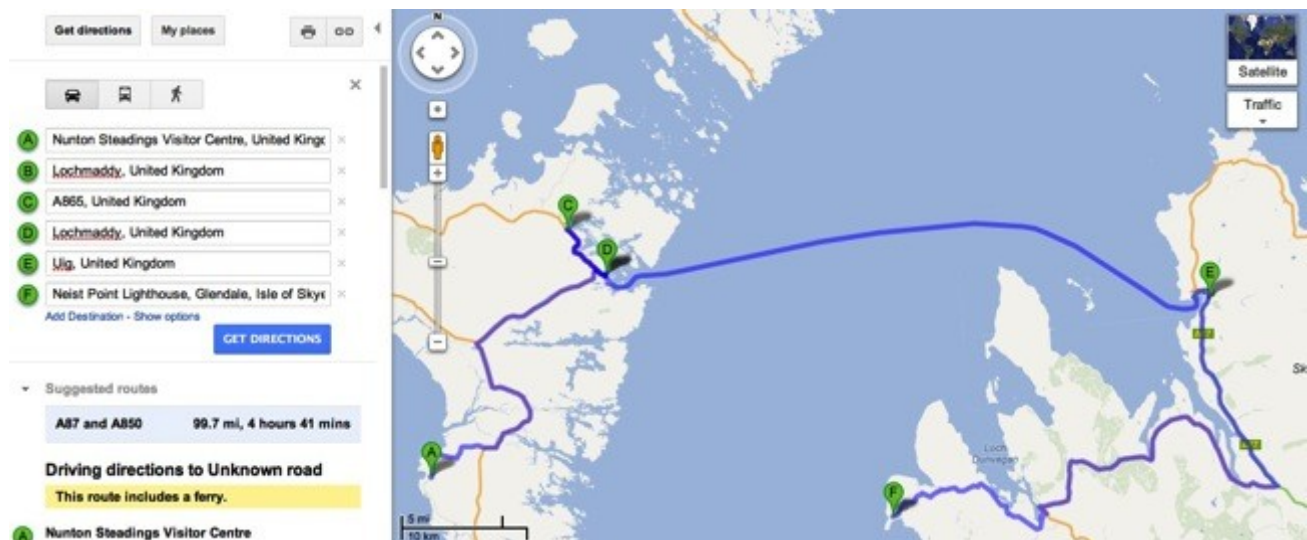 Get directions
My places
A
Nunton Steadings Visitor Centre, United Kingd
B
Lochmaddy, United Kingdom
C
A865, United Kingdom
D
Lochmaddy, United Kingdom
E
Uig, United Kingdom
F
Neist Point Lighthouse, Glendale, Isle of Skye
Add Destination - Show options
GET DIRECTIONS
Suggested routes
A87 and A850 99.7 mi, 4 hours 41 mins
Driving directions to Unknown road
This route includes a ferry.
A Nunton Steadings Visitor Centre
N
Satellite
Traffic
C
D
E
A87
Sk
A
Loch
Dunvegan
F
5 mi
10 km